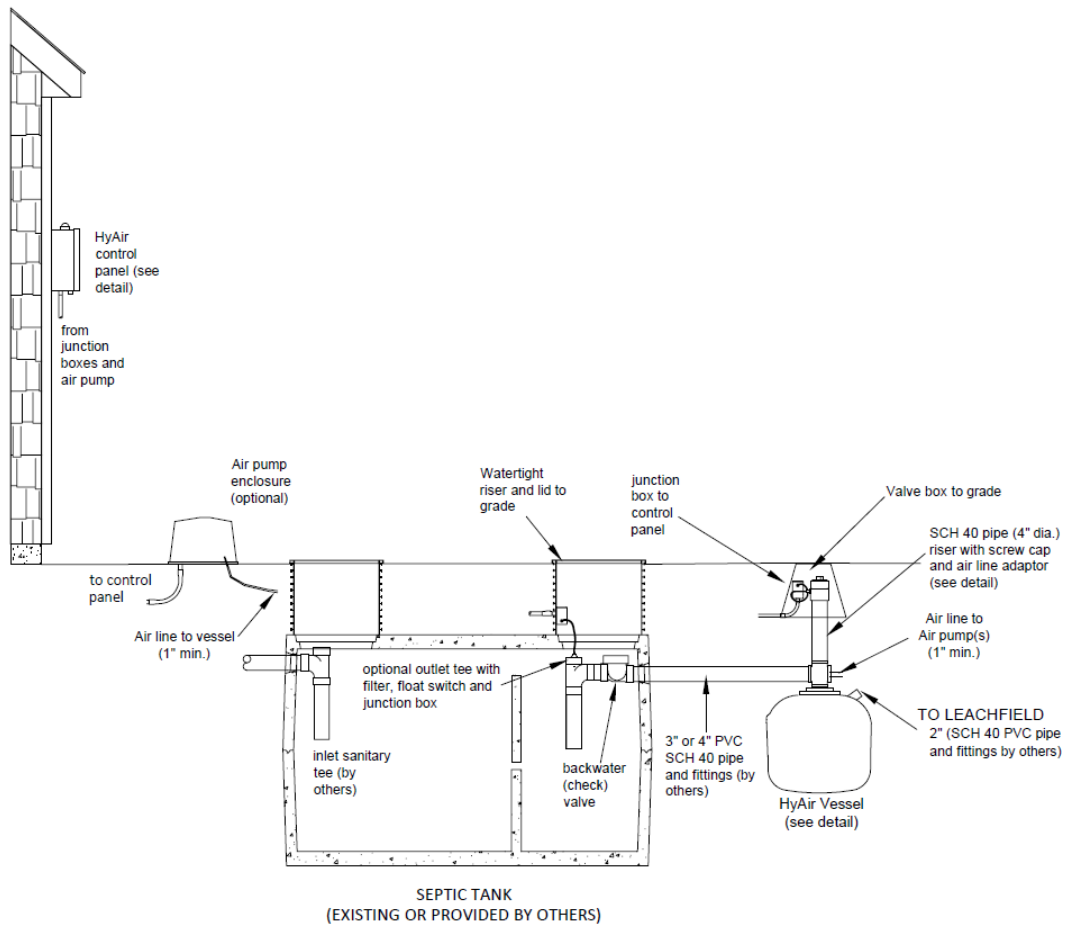 HyAir
control
panel (see
detail)
from
junction
boxes and
air pump
Air pump
enclosure
(optional)
Watertight
riser and lid to
grade
junction
box to
control
panel
Valve box to grade
SCH 40 pipe (4" dia.)
riser with screw cap
and air line adaptor
(see detail)
to control
panel
Air line to vessel
(1" min.)
Air line to
Air pump(s)
(1" min.)
optional outlet tee with
filter, float switch and
junction box
TO LEACHFIELD
2" (SCH 40 PVC pipe
and fittings by others)
inlet sanitary
tee (by
others)
backwater
(check)
valve
3" or 4" PVC
SCH 40 pipe
and fittings (by
others)
HyAir Vessel
(see detail)
SEPTIC TANK
(EXISTING OR PROVIDED BY OTHERS)